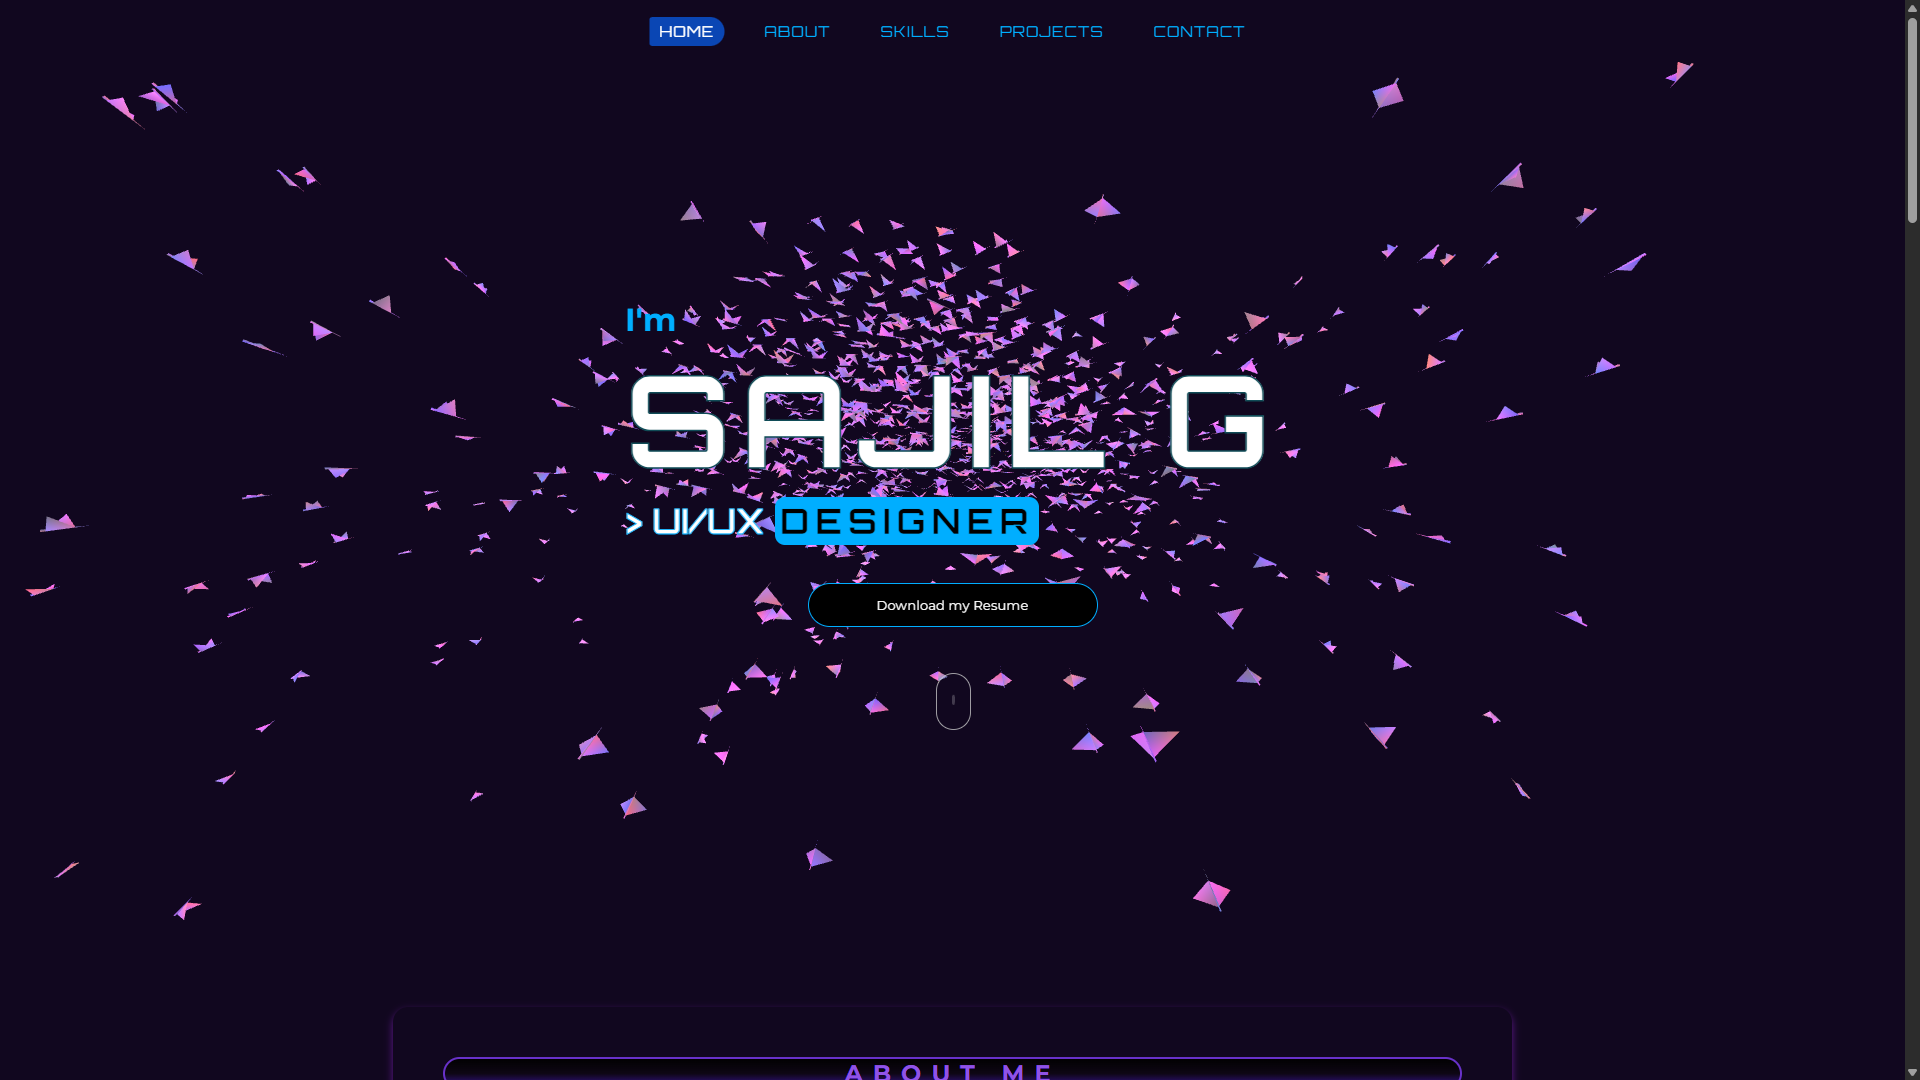 HOME ABOUT SKILLS PROJECTS CONTACT
I'm
SAJIL G
> UI/UX DESIGNER
Download my Resume
ABOUT ME